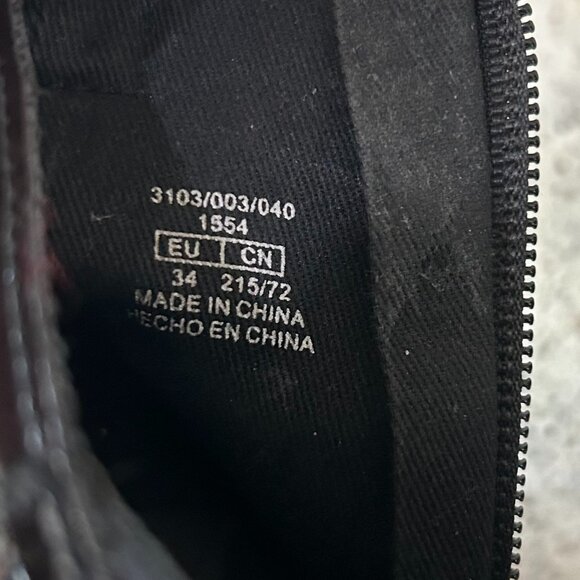 3103/003/040
1554
EU CN
34 215/72
MADE IN CHINA
HECHO EN CHINA